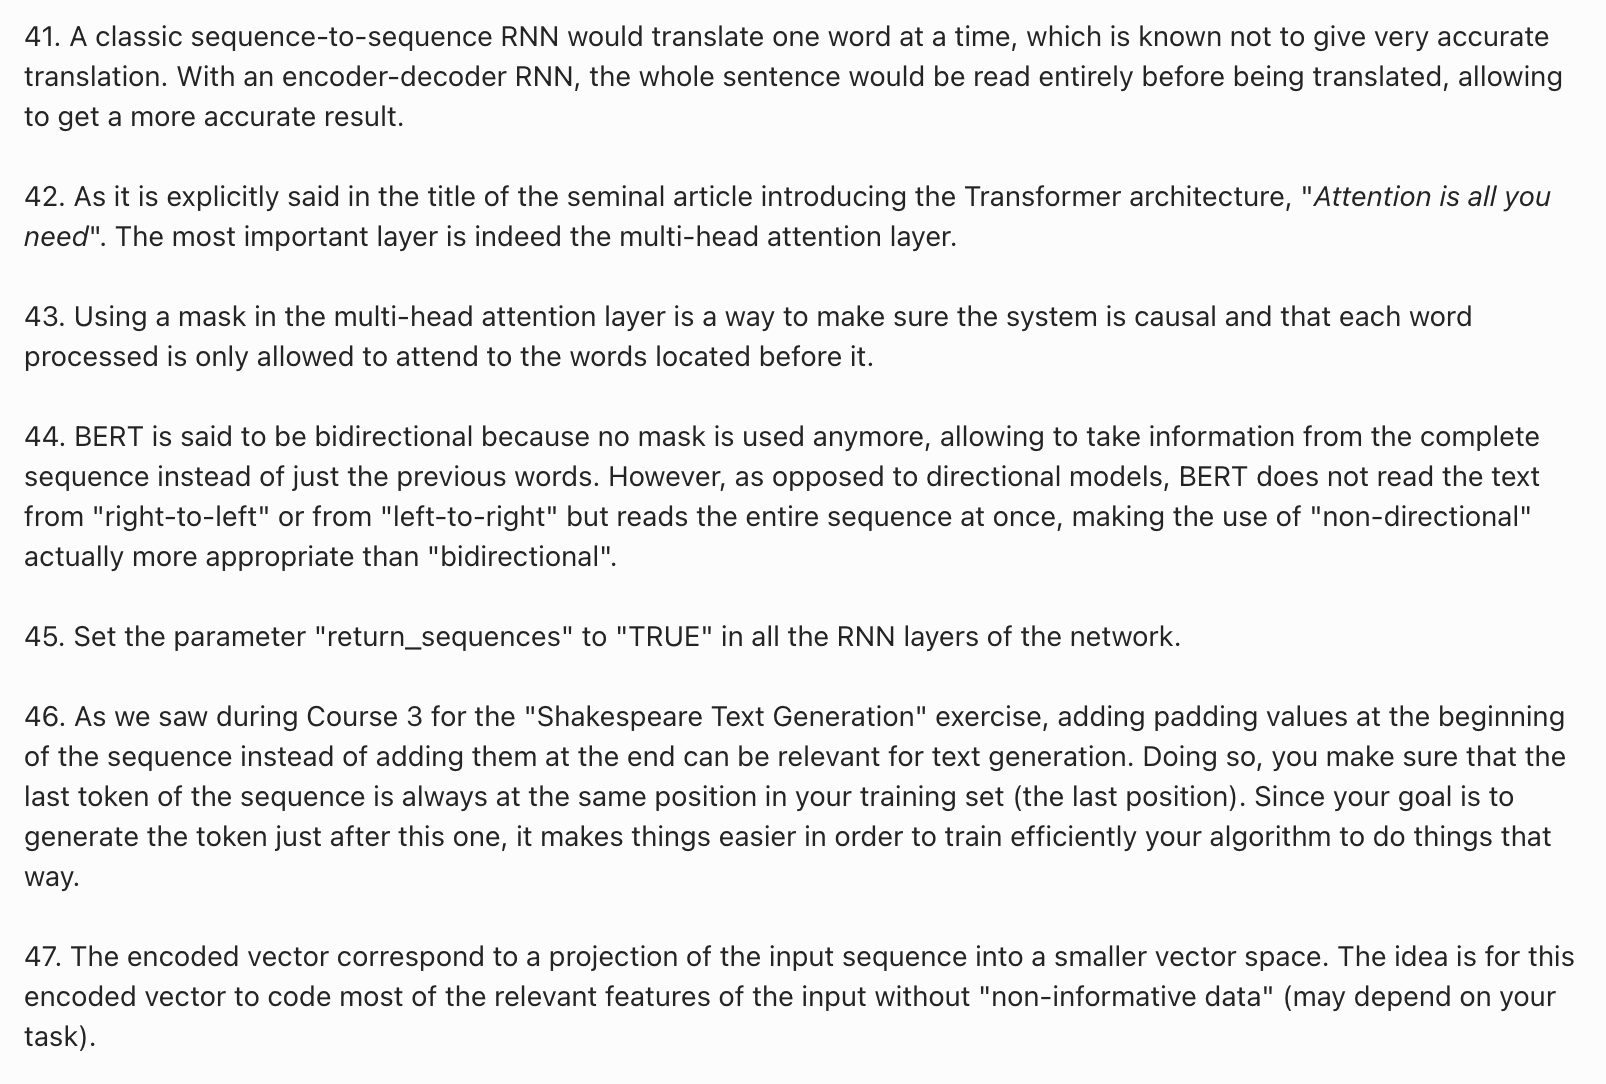 41. A classic sequence-to-sequence RNN would translate one word at a time, which is known not to give very accurate
translation. With an encoder-decoder RNN, the whole sentence would be read entirely before being translated, allowing
to get a more accurate result.
42. As it is explicitly said in the title of the seminal article introducing the Transformer architecture, "Attention is all you
need". The most important layer is indeed the multi-head attention layer.
43. Using a mask in the multi-head attention layer is a way to make sure the system is causal and that each word
processed is only allowed to attend to the words located before it.
44. BERT is said to be bidirectional because no mask is used anymore, allowing to take information from the complete
sequence instead of just the previous words. However, as opposed to directional models, BERT does not read the text
from "right-to-left" or from "left-to-right" but reads the entire sequence at once, making the use of "non-directional"
actually more appropriate than "bidirectional".
45. Set the parameter "return_sequences" to "TRUE" in all the RNN layers of the network.
46. As we saw during Course 3 for the "Shakespeare Text Generation" exercise, adding padding values at the beginning
of the sequence instead of adding them at the end can be relevant for text generation. Doing so, you make sure that the
last token of the sequence is always at the same position in your training set (the last position). Since your goal is to
generate the token just after this one, it makes things easier in order to train efficiently your algorithm to do things that
way.
47. The encoded vector correspond to a projection of the input sequence into a smaller vector space. The idea is for this
encoded vector to code most of the relevant features of the input without "non-informative data" (may depend on your
task).